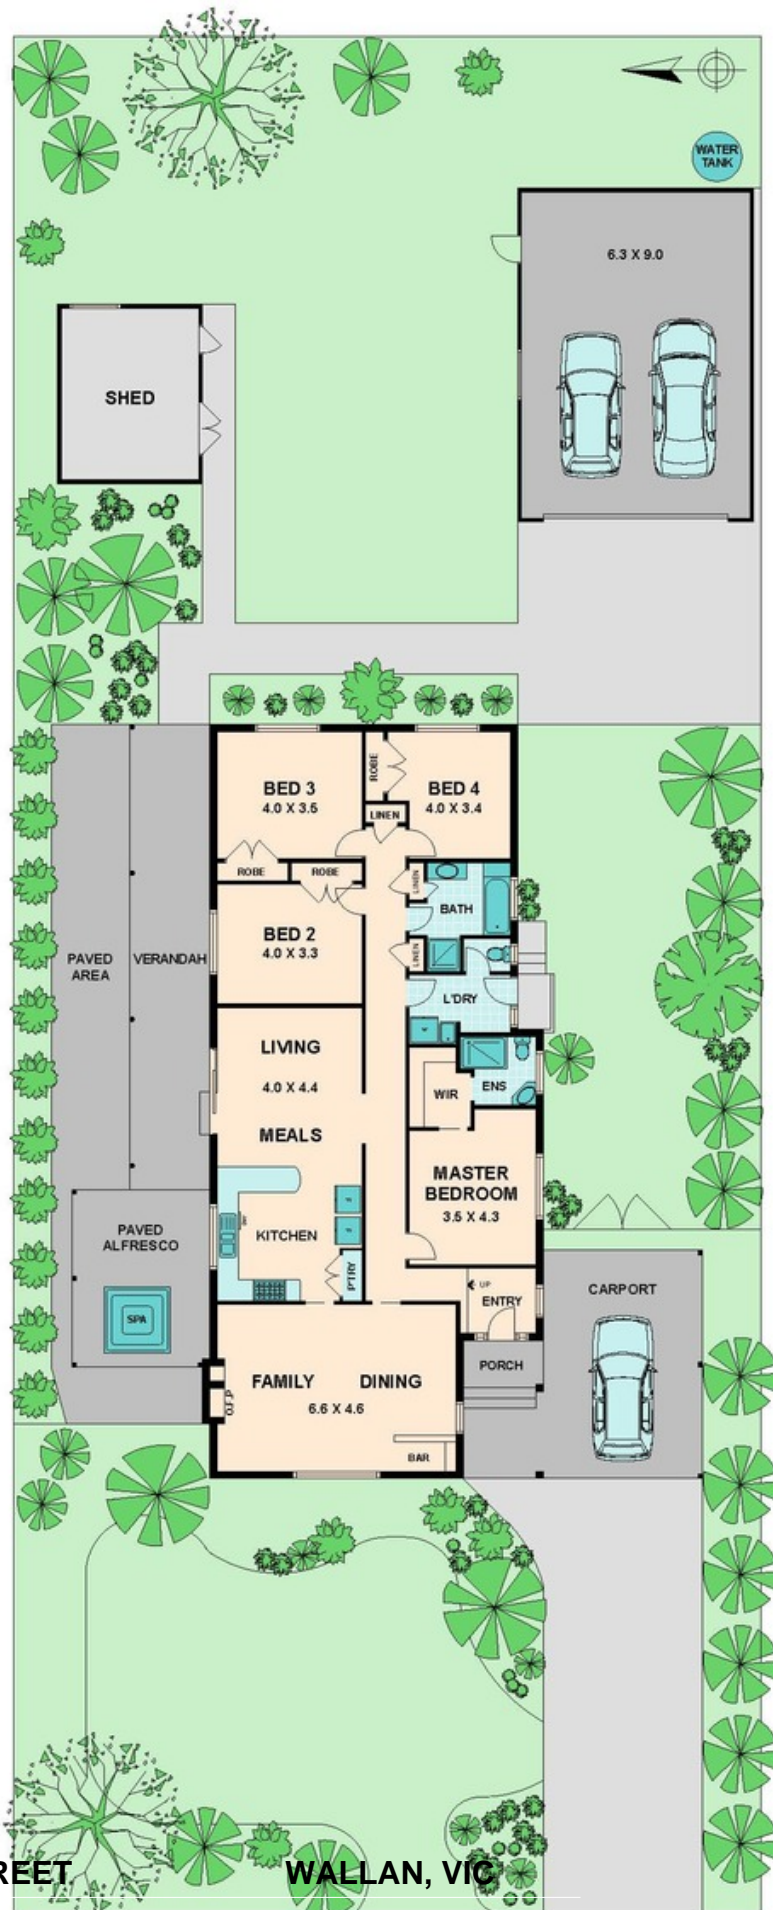 WATER
TANK
6.3 X 9.0
SHED
BED 3
4.0 X 3.5
ROBE
BED 4
4.0 X 3.4
LINEN
ROBE
ROBE
LINEN
BATH
BED 2
4.0 X 3.3
PAVED
AREA
VERANDAH
LINEN
L'DRY
LIVING
4.0 X 4.4
MEALS
WIR
ENS
MASTER
BEDROOM
3.5 X 4.3
PAVED
ALFRESCO
KITCHEN
P'TRY
SPA
UP
ENTRY
CARPORT
PORCH
FAMILY
DINING
6.6 X 4.6
O.F.P
BAR
REET
WALLAN, VIC